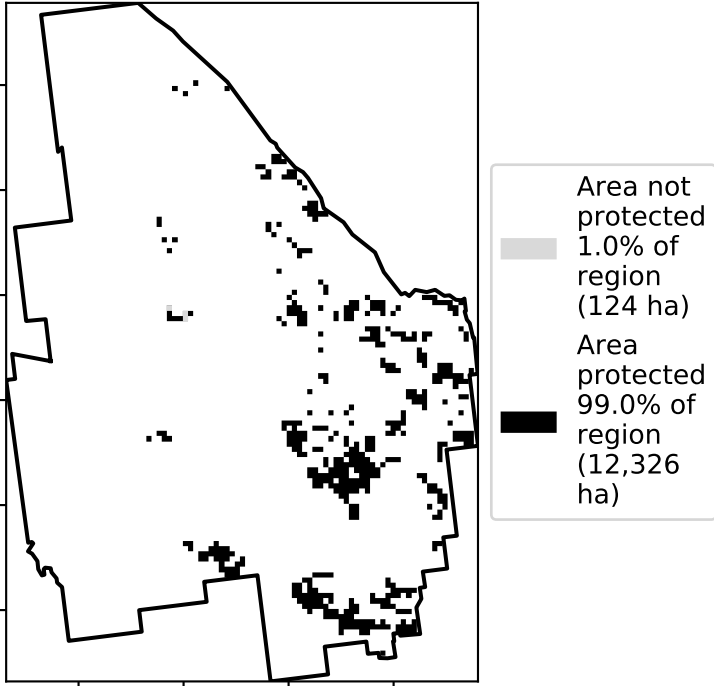 Area not
protected
1.0% of
region
(124 ha)
Area
protected
99.0% of
region
(12,326
ha)